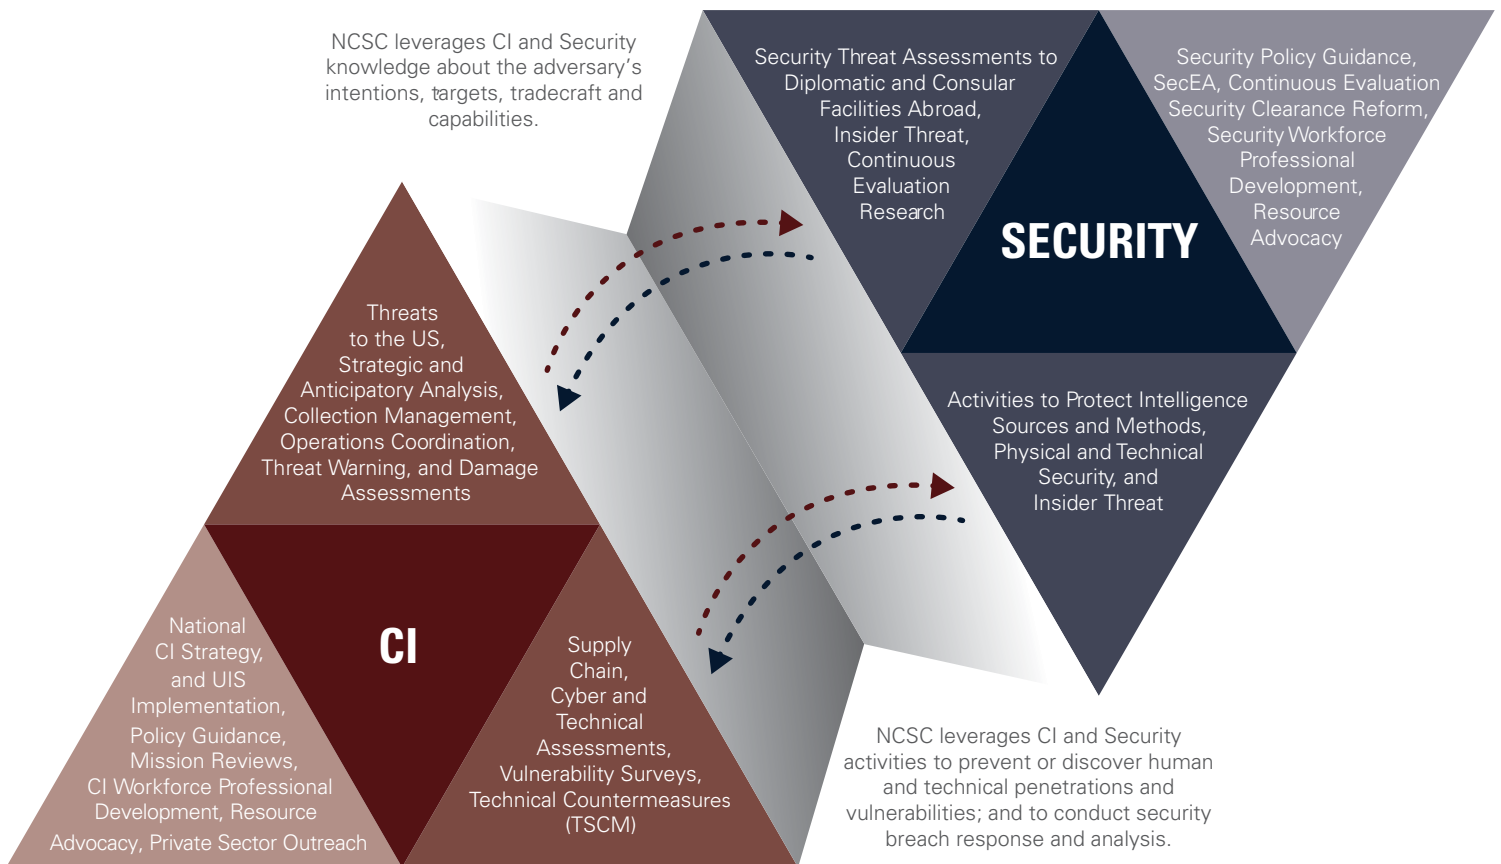 NCSC leverages CI and Security
knowledge about the adversary's
intentions, targets, tradecraft and
capabilities.
Security Threat Assessments to
Diplomatic and Consular
Facilities Abroad,
Insider Threat,
Continuous
Evaluation
Research
SECURITY
Security Policy Guidance,
SecEA, Continuous Evaluation
Security Clearance Reform,
Security Workforce
Professional
Development,
Resource
Advocacy
Activities to Protect Intelligence
Sources and Methods,
Physical and Technical
Security, and
Insider Threat
Threats
to the US,
Strategic and
Anticipatory Analysis,
Collection Management,
Operations Coordination,
Threat Warning, and Damage
Assessments
CI
National
CI Strategy,
and UIS
Implementation,
Policy Guidance,
Mission Reviews,
CI Workforce Professional
Development, Resource
Advocacy, Private Sector Outreach
Supply
Chain,
Cyber and
Technical
Assessments,
Vulnerability Surveys,
Technical Countermeasures
(TSCM)
NCSC leverages CI and Security
activities to prevent or discover human
and technical penetrations and
vulnerabilities; and to conduct security
breach response and analysis.